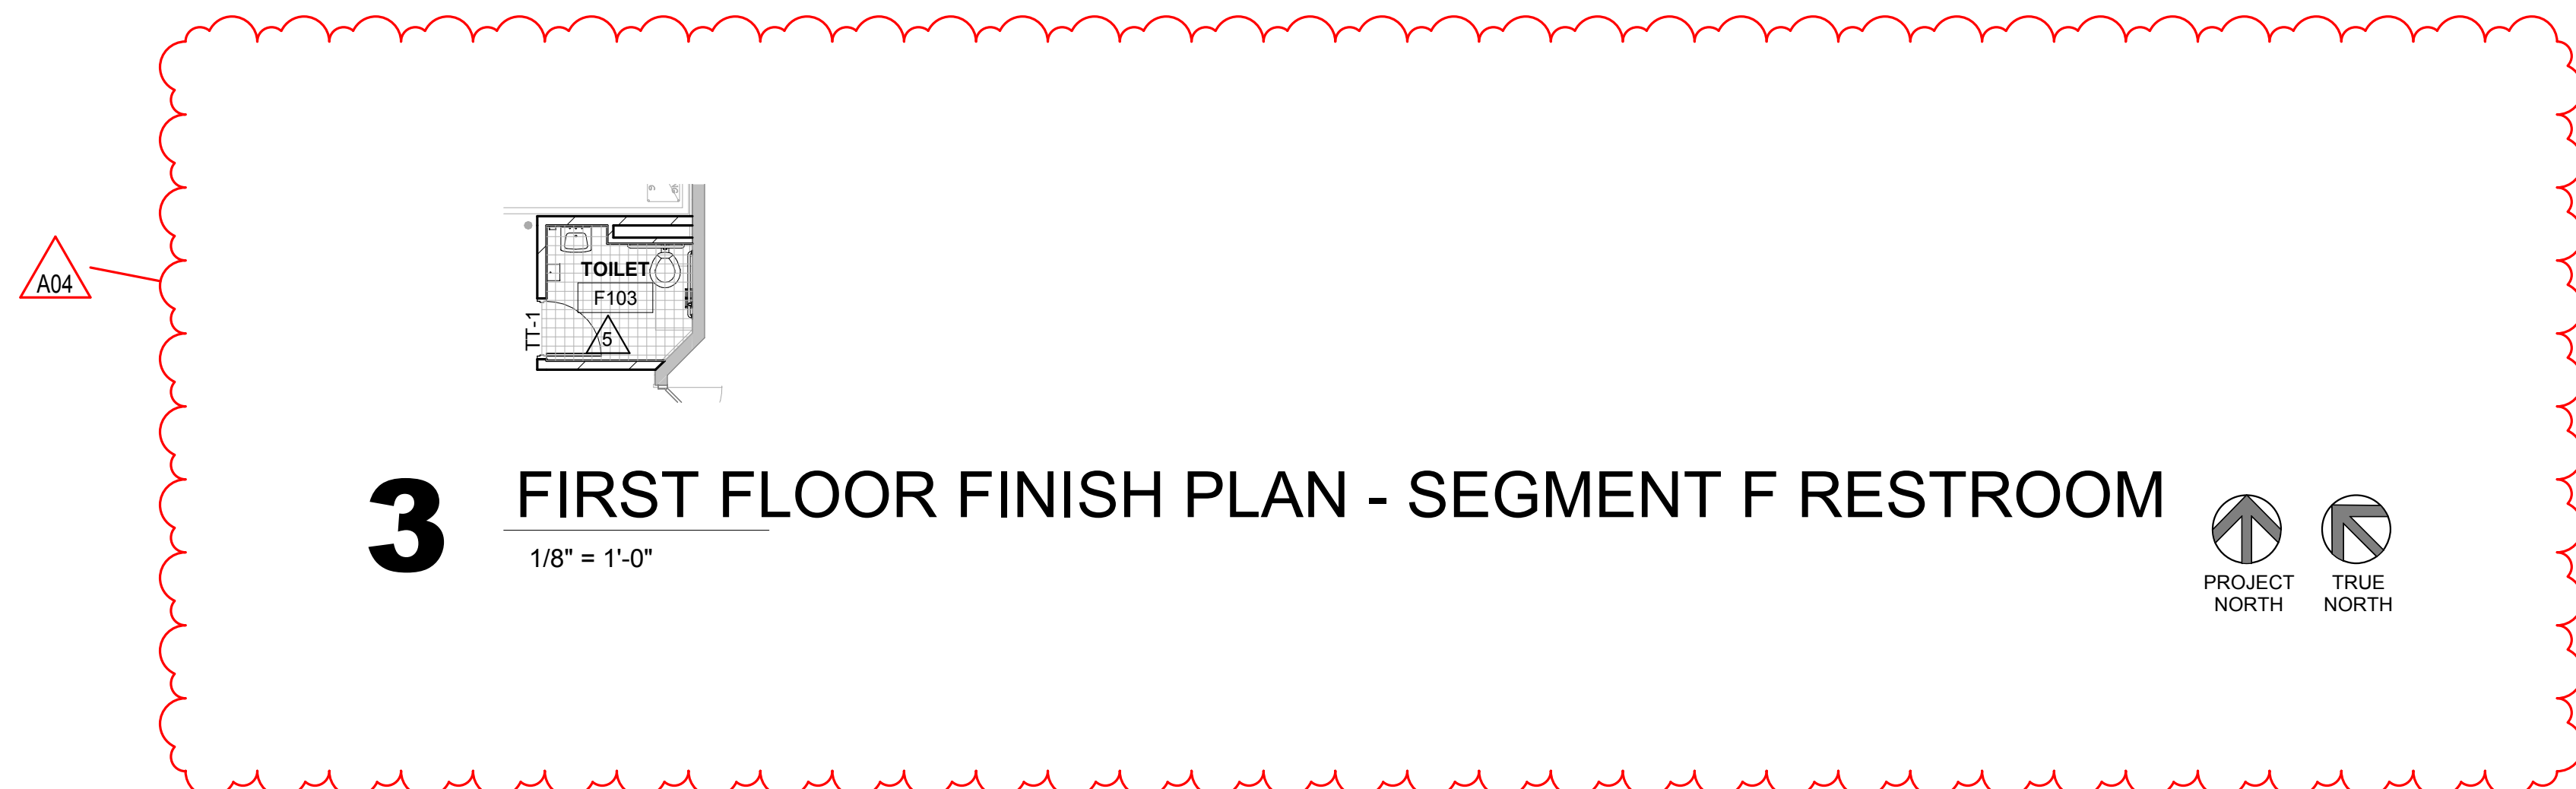 A04
TOILET
F103
TT-1
5
3
FIRST FLOOR FINISH PLAN - SEGMENT F RESTROOM
1/8" = 1'-0"
PROJECT
NORTH
TRUE
NORTH